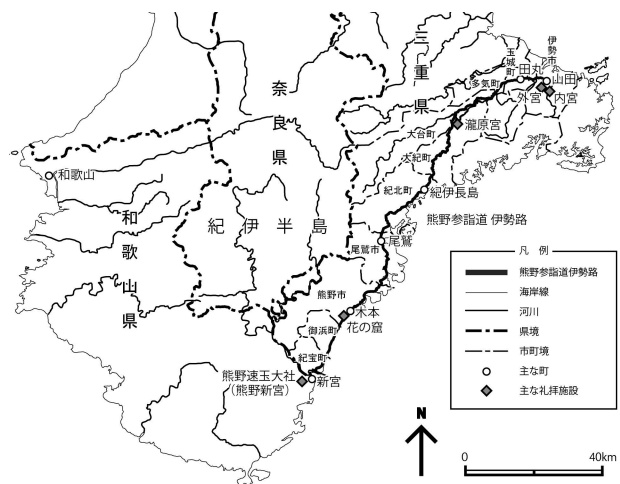 三重県
奈良県
和歌山県
紀伊半島
伊勢市
玉城町
田丸
山田
多気町
外宮
内宮
瀧原宮
大台町
大紀町
紀北町
紀伊長島
熊野参詣道 伊勢路
尾鷲市
尾鷲
熊野市
木本
花の窟
御浜町
紀宝町
熊野速玉大社
（熊野新宮）
新宮
和歌山
凡 例
熊野参詣道伊勢路
海岸線
河川
県境
市町境
主な町
主な礼拝施設
N
0 40km